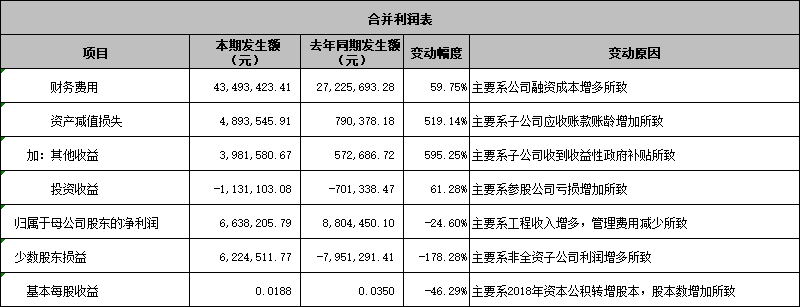 合并利润表
项目 本期发生额（元） 去年同期发生额（元） 变动幅度 变动原因
财务费用 43,493,423.41 27,225,693.28 59.75% 主要系公司融资成本增多所致
资产减值损失 4,893,545.91 790,378.18 519.14% 主要系子公司应收账款账龄增加所致
加：其他收益 3,981,580.67 572,686.72 595.25% 主要系子公司收到收益性政府补贴所致
投资收益 -1,131,103.08 -701,338.47 61.28% 主要系参股公司亏损增加所致
归属于母公司股东的净利润 6,638,205.79 8,804,450.10 -24.60% 主要系工程收入增多，管理费用减少所致
少数股东损益 6,224,511.77 -7,951,291.41 -178.28% 主要系非全资子公司利润增多所致
基本每股收益 0.0188 0.0350 -46.29% 主要系2018年资本公积转增股本，股本数增加所致